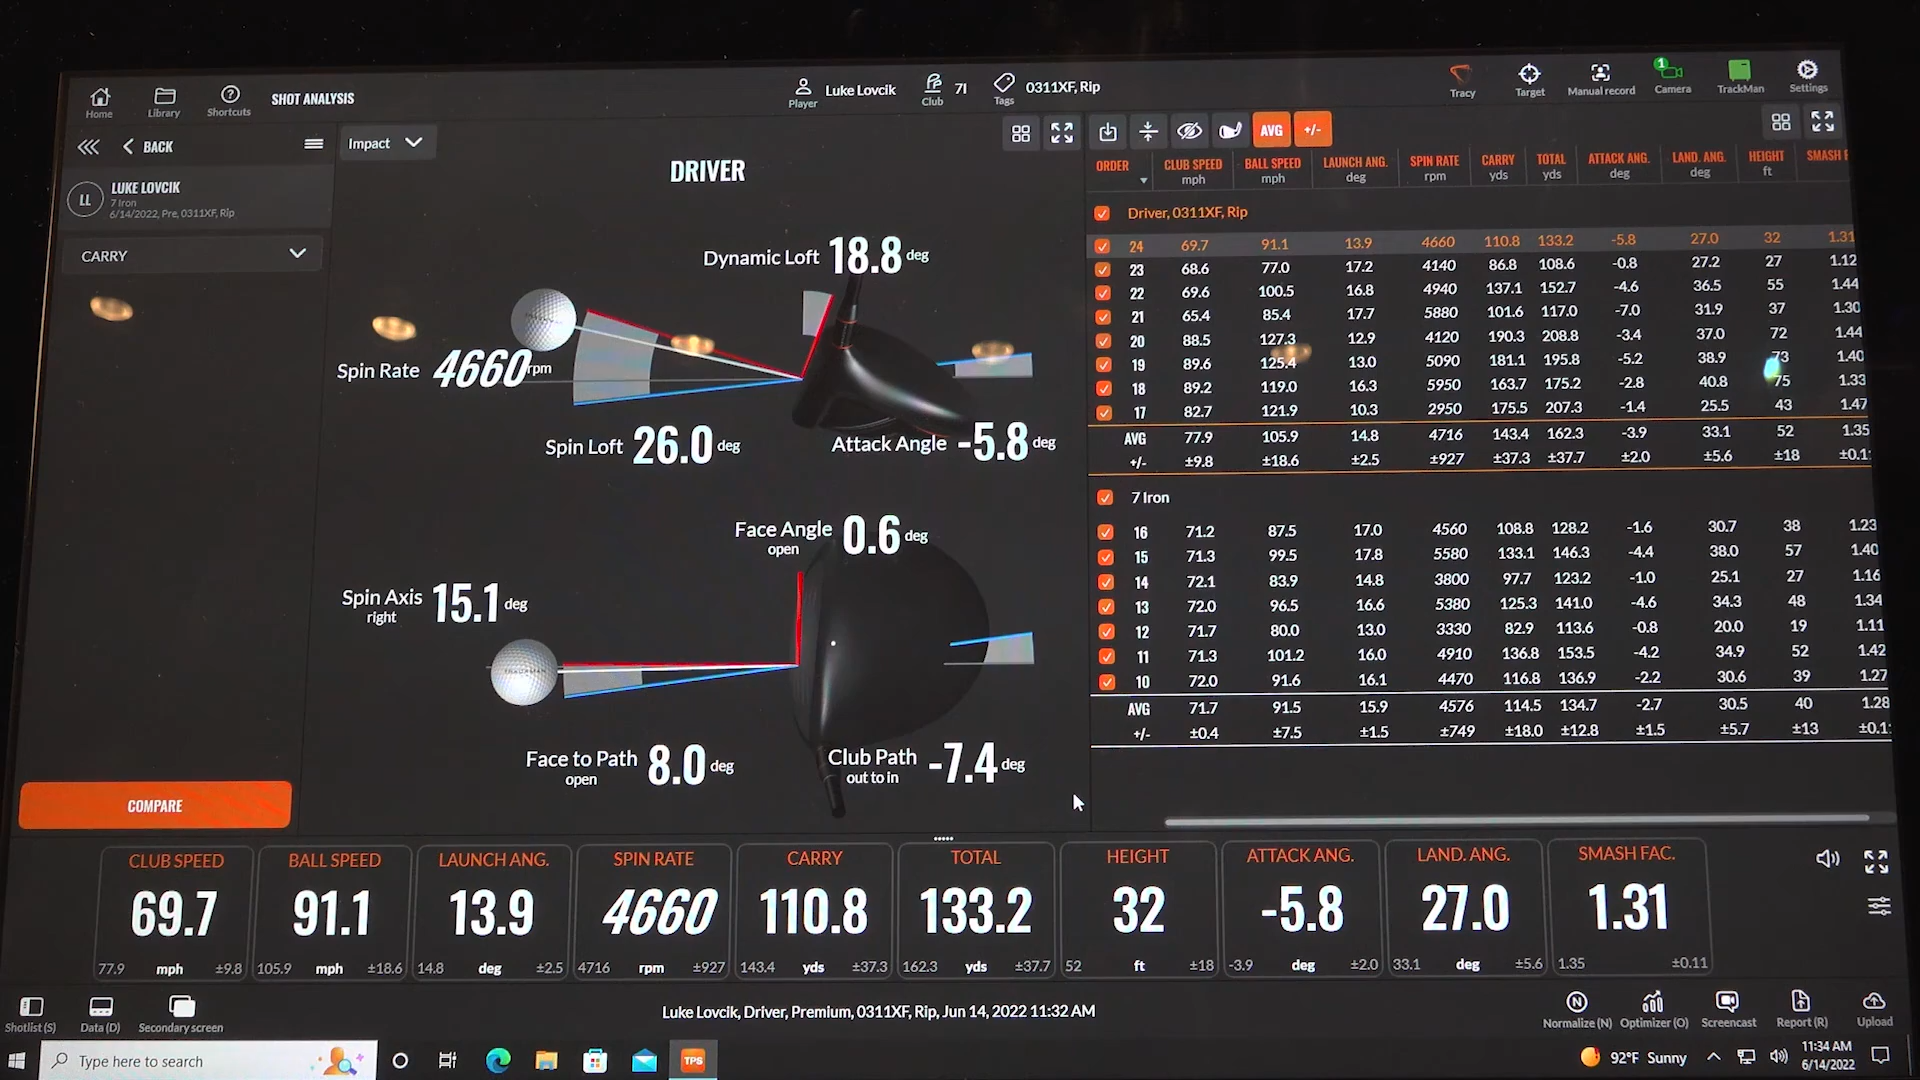 Home
Library
Shortcuts
SHOT ANALYSIS
Player
Luke Lovcik
Club
7I
Tags
0311XF, Rip
Tracy
Target
Manual record
1
Camera
TrackMan
Settings
BACK
LL
LUKE LOVCIK
7 Iron
6/14/2022, Pre, 0311XF, Rip
CARRY
COMPARE
Impact
DRIVER
Dynamic Loft 18.8 deg
Spin Rate 4660 rpm
Spin Loft 26.0 deg
Attack Angle -5.8 deg
Face Angle 0.6 deg
open
Spin Axis 15.1 deg
right
Face to Path 8.0 deg
open
Club Path -7.4 deg
out to in
AVG
+/-
ORDER CLUB SPEED BALL SPEED LAUNCH ANG. SPIN RATE CARRY TOTAL ATTACK ANG. LAND. ANG. HEIGHT SMASH
mph mph deg rpm yds yds deg deg ft
Driver, 0311XF, Rip
24 69.7 91.1 13.9 4660 110.8 133.2 -5.8 27.0 32 1.31
23 68.6 77.0 17.2 4140 86.8 108.6 -0.8 27.2 27 1.12
22 69.6 100.5 16.8 4940 137.1 152.7 -4.6 36.5 55 1.44
21 65.4 85.4 17.7 5880 101.6 117.0 -7.0 31.9 37 1.30
20 88.5 127.3 12.9 4120 190.3 208.8 -3.4 37.0 72 1.44
19 89.6 125.4 13.0 5090 181.1 195.8 -5.2 38.9 73 1.40
18 89.2 119.0 16.3 5950 163.7 175.2 -2.8 40.8 75 1.33
17 82.7 121.9 10.3 2950 175.5 207.3 -1.4 25.5 43 1.47
AVG 77.9 105.9 14.8 4716 143.4 162.3 -3.9 33.1 52 1.35
+/- ±9.8 ±18.6 ±2.5 ±927 ±37.3 ±37.7 ±2.0 ±5.6 ±18 ±0.1
7 Iron
16 71.2 87.5 17.0 4560 108.8 128.2 -1.6 30.7 38 1.23
15 71.3 99.5 17.8 5580 133.1 146.3 -4.4 38.0 57 1.40
14 72.1 83.9 14.8 3800 97.7 123.2 -1.0 25.1 27 1.16
13 72.0 96.5 16.6 5380 125.3 141.0 -4.6 34.3 48 1.34
12 71.7 80.0 13.0 3330 82.9 113.6 -0.8 20.0 19 1.11
11 71.3 101.2 16.0 4910 136.8 153.5 -4.2 34.9 52 1.42
10 72.0 91.6 16.1 4470 116.8 136.9 -2.2 30.6 39 1.27
AVG 71.7 91.5 15.9 4576 114.5 134.7 -2.7 30.5 40 1.28
+/- ±0.4 ±7.5 ±1.5 ±749 ±18.0 ±12.8 ±1.5 ±5.7 ±13 ±0.1
CLUB SPEED BALL SPEED LAUNCH ANG. SPIN RATE CARRY TOTAL HEIGHT ATTACK ANG. LAND. ANG. SMASH FAC.
69.7 91.1 13.9 4660 110.8 133.2 32 -5.8 27.0 1.31
77.9 mph ±9.8 105.9 mph ±18.6 14.8 deg ±2.5 4716 rpm ±927 143.4 yds ±37.3 162.3 yds ±37.7 52 ft ±18 -3.9 deg ±2.0 33.1 deg ±5.6 1.35 ±0.11
Shotlist (S)
Data (D)
Secondary screen
Luke Lovcik, Driver, Premium, 0311XF, Rip, Jun 14, 2022 11:32 AM
N
Normalize (N)
Optimizer (O)
Screencast
Report (R)
Upload
Type here to search
TPS
92°F Sunny
11:34 AM
6/14/2022